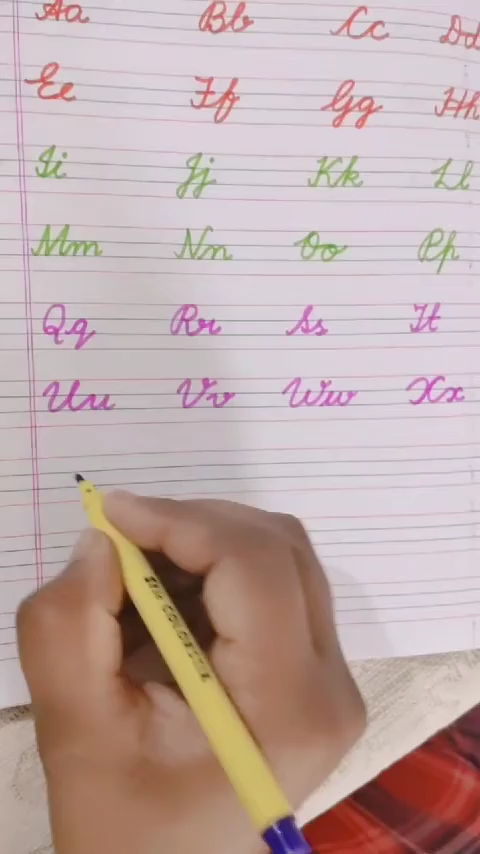 Aa Bb Cc Dd
Ee Ff Gg Hh
Ii Jj Kk Ll
Mm Nn Oo Pp
Qq Rr Ss Tt
Uu Vv Ww Xx